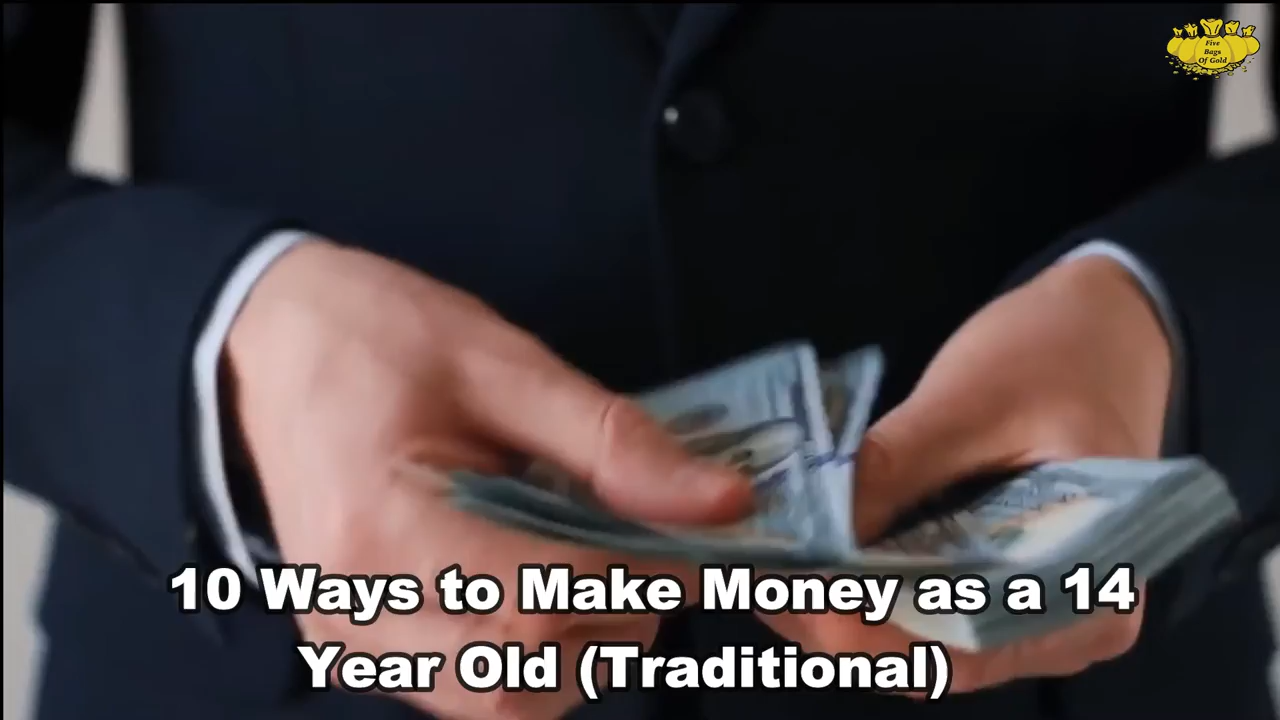 Five
Bags
Of Gold
10 Ways to Make Money as a 14
Year Old (Traditional)